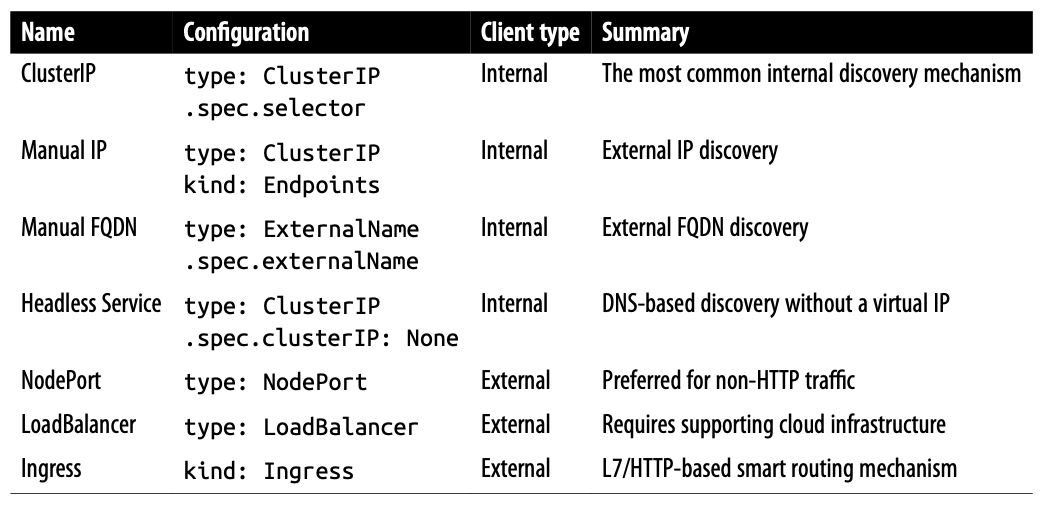 Name Configuration Client type Summary
ClusterIP type: ClusterIP Internal The most common internal discovery mechanism
.spec.selector
Manual IP type: ClusterIP Internal External IP discovery
kind: Endpoints
Manual FQDN type: ExternalName Internal External FQDN discovery
.spec.externalName
Headless Service type: ClusterIP Internal DNS-based discovery without a virtual IP
.spec.clusterIP: None
NodePort type: NodePort External Preferred for non-HTTP traffic
LoadBalancer type: LoadBalancer External Requires supporting cloud infrastructure
Ingress kind: Ingress External L7/HTTP-based smart routing mechanism